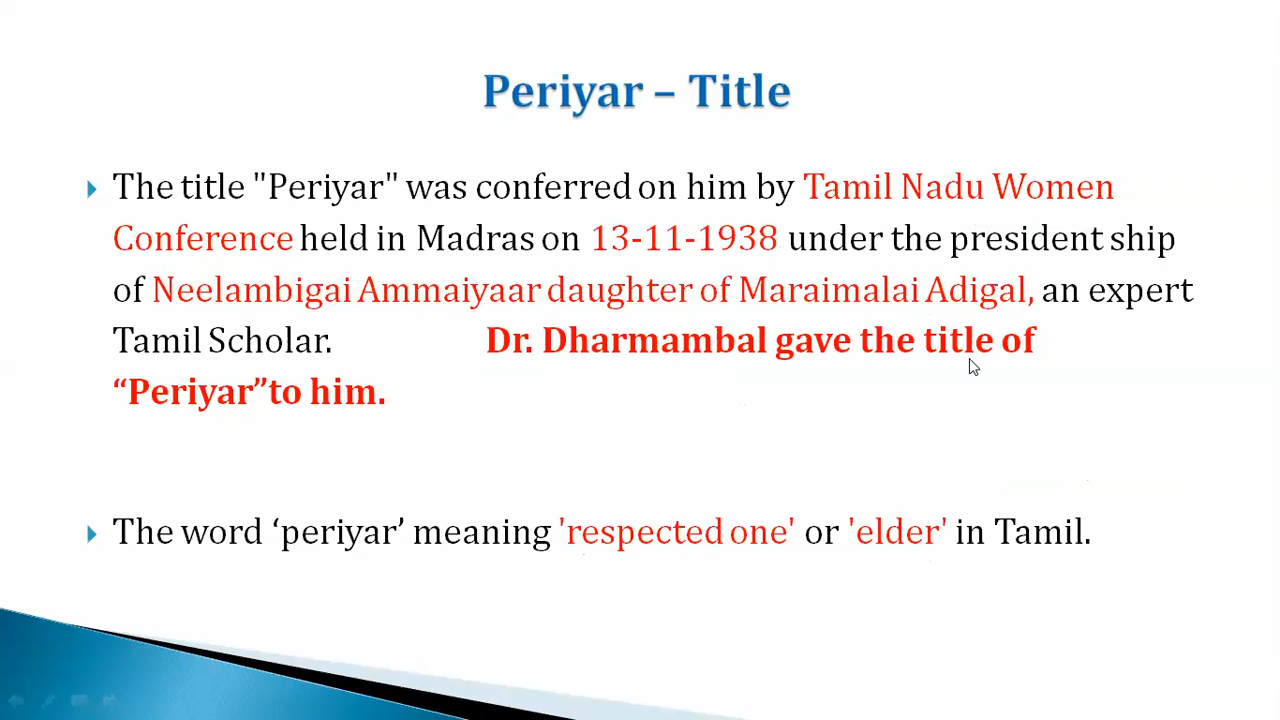 Periyar – Title
The title "Periyar" was conferred on him by Tamil Nadu Women
Conference held in Madras on 13-11-1938 under the president ship
of Neelambigai Ammaiyaar daughter of Maraimalai Adigal, an expert
Tamil Scholar. Dr. Dharmambal gave the title of
“Periyar”to him.
The word ‘periyar’ meaning 'respected one' or 'elder' in Tamil.